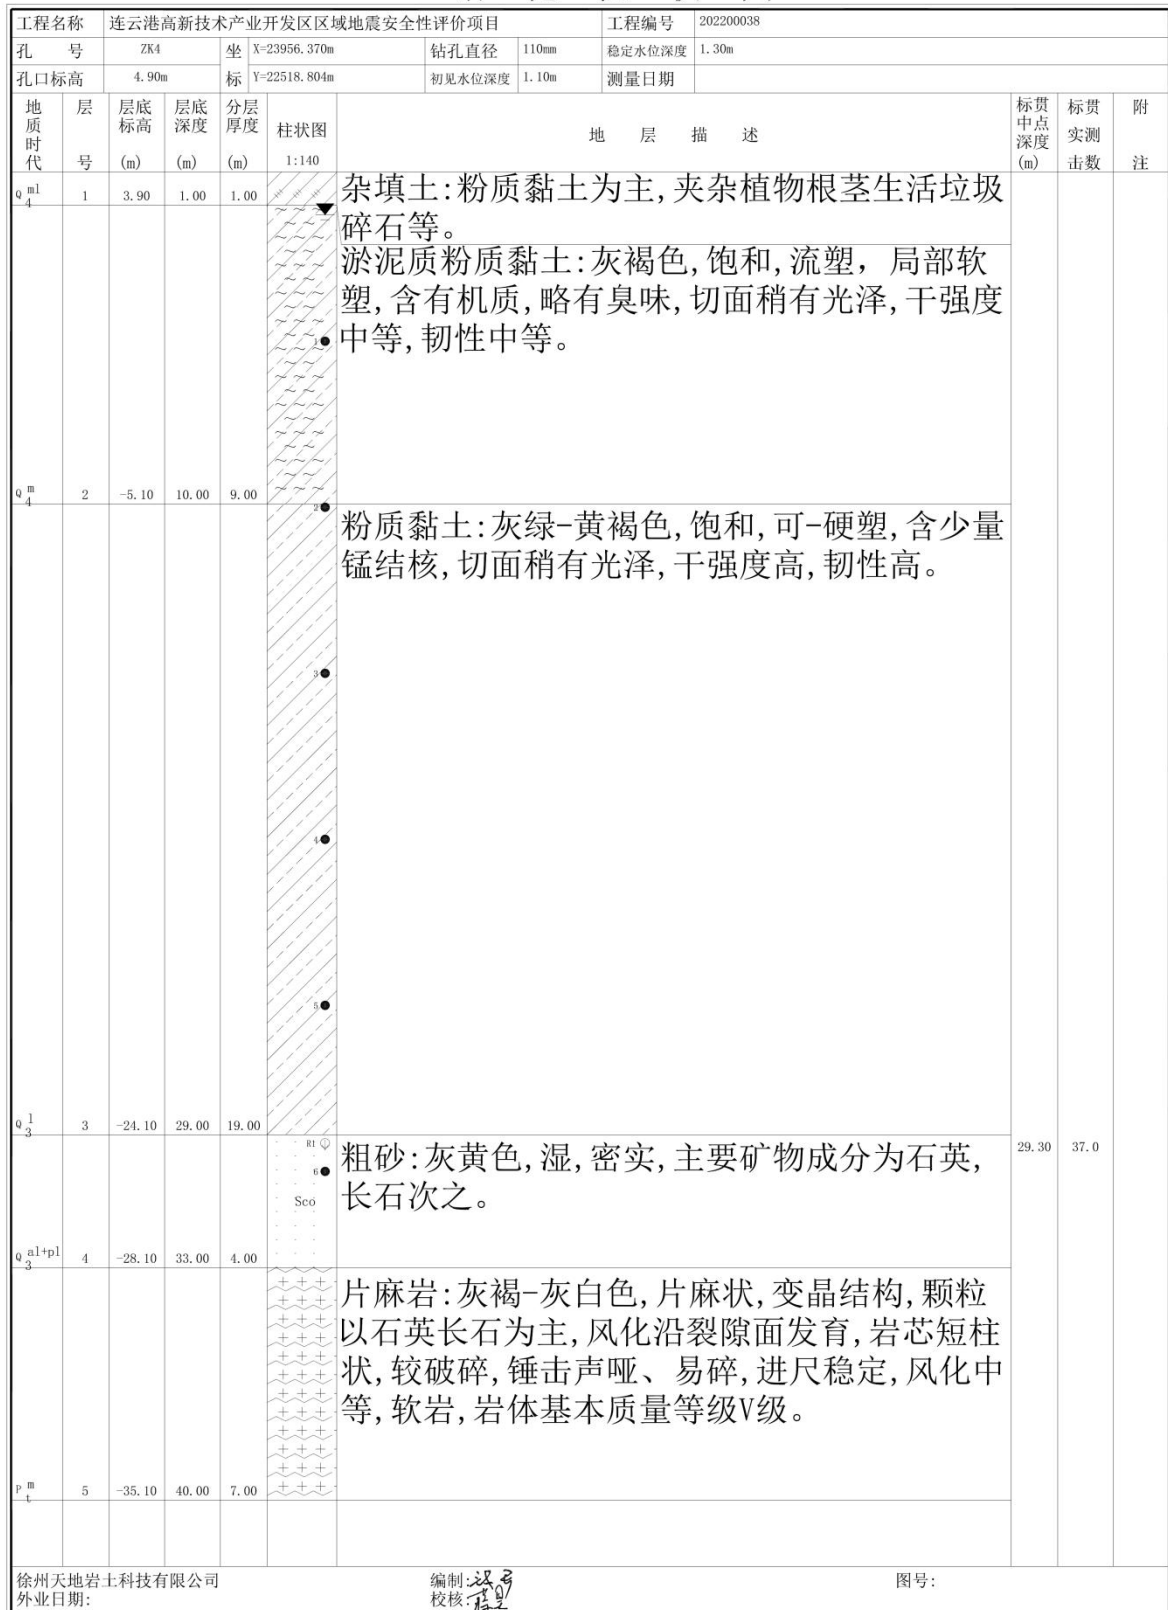 工程名称 连云港高新技术产业开发区区域地震安全性评价项目 工程编号 202200038
孔 号 ZK4 坐 X=23956.370m 钻孔直径 110mm 稳定水位深度 1.30m
孔口标高 4.90m 标 Y=22518.804m 初见水位深度 1.10m 测量日期
地质时代 层号 层底标高(m) 层底深度(m) 分层厚度(m) 柱状图 1:140 地 层 描 述 标贯中点深度(m) 标贯实测击数 附注
Q4ml 1 3.90 1.00 1.00 杂填土:粉质黏土为主,夹杂植物根茎生活垃圾
碎石等。
淤泥质粉质黏土:灰褐色,饱和,流塑，局部软
塑,含有机质,略有臭味,切面稍有光泽,干强度
1 中等,韧性中等。
Q4m 2 -5.10 10.00 9.00
2
粉质黏土:灰绿-黄褐色,饱和,可-硬塑,含少量
锰结核,切面稍有光泽,干强度高,韧性高。
3
4
5
Q3l 3 -24.10 29.00 19.00
R1 29.30 37.0
6 粗砂:灰黄色,湿,密实,主要矿物成分为石英,
Sco 长石次之。
Q3al+pl 4 -28.10 33.00 4.00
片麻岩:灰褐-灰白色,片麻状,变晶结构,颗粒
以石英长石为主,风化沿裂隙面发育,岩芯短柱
状,较破碎,锤击声哑、易碎,进尺稳定,风化中
等,软岩,岩体基本质量等级V级。
Ptm 5 -35.10 40.00 7.00
徐州天地岩土科技有限公司 编制: 图号:
外业日期: 校核: